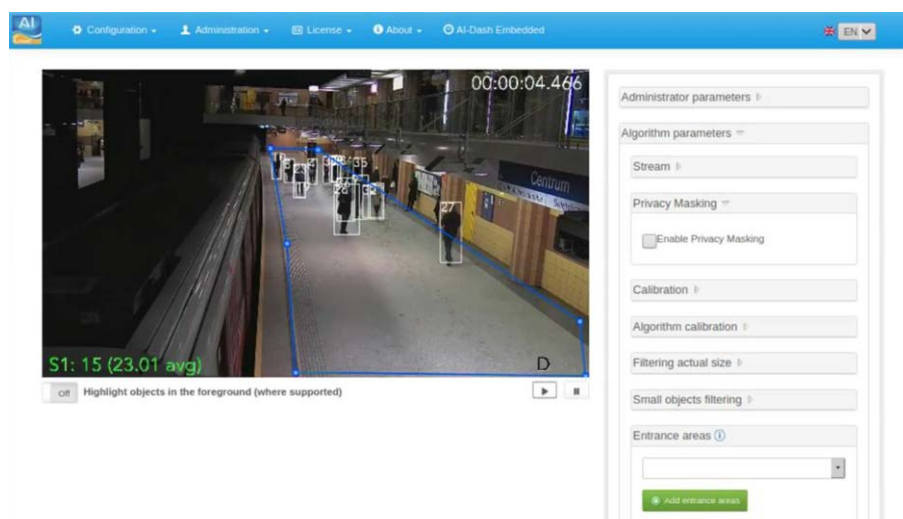 AI
Configuration
Administration
License
About
AI-Dash Embedded
EN
00:00:04.466
Centrum
27
35
S1: 15 (23.01 avg)
D
Off
Highlight objects in the foreground (where supported)
Administrator parameters
Algorithm parameters
Stream
Privacy Masking
Enable Privacy Masking
Calibration
Algorithm calibration
Filtering actual size
Small objects filtering
Entrance areas
Add entrance areas